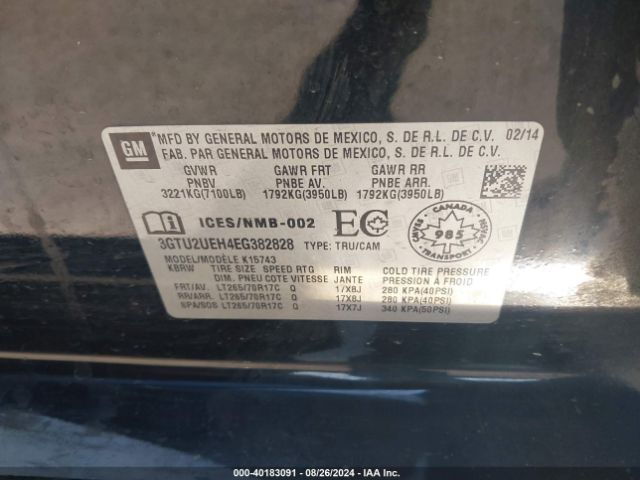 GM
*MFD BY GENERAL MOTORS DE MEXICO, S. DE R.L. DE C.V. 02/14
FAB. PAR GENERAL MOTORS DE MEXICO, S. DE R.L. DE C.V.
GVWR GAWR FRT GAWR RR
PNBV PNBE AV. PNBE ARR.
3221KG(7100LB) 1792KG(3950LB) 1792KG(3950LB)
ICES/NMB-002 EC
CANADA
985
3GTU2UEH4EG382828 TYPE: TRU/CAM
MODEL/MODÈLE K15743
KBRW TIRE SIZE SPEED RTG RIM COLD TIRE PRESSURE
DIM. PNEU COTE VITESSE JANTE PRESSION À FROID
FRT/AV. LT265/70R17C Q 17X8J 280 KPA(40PSI)
RR/ARR. LT265/70R17C Q 17X8J 280 KPA(40PSI)
SPA/SOS LT265/70R17C Q 17X7J 340 KPA(50PSI)
000-40183091 - 08/26/2024 - IAA Inc.